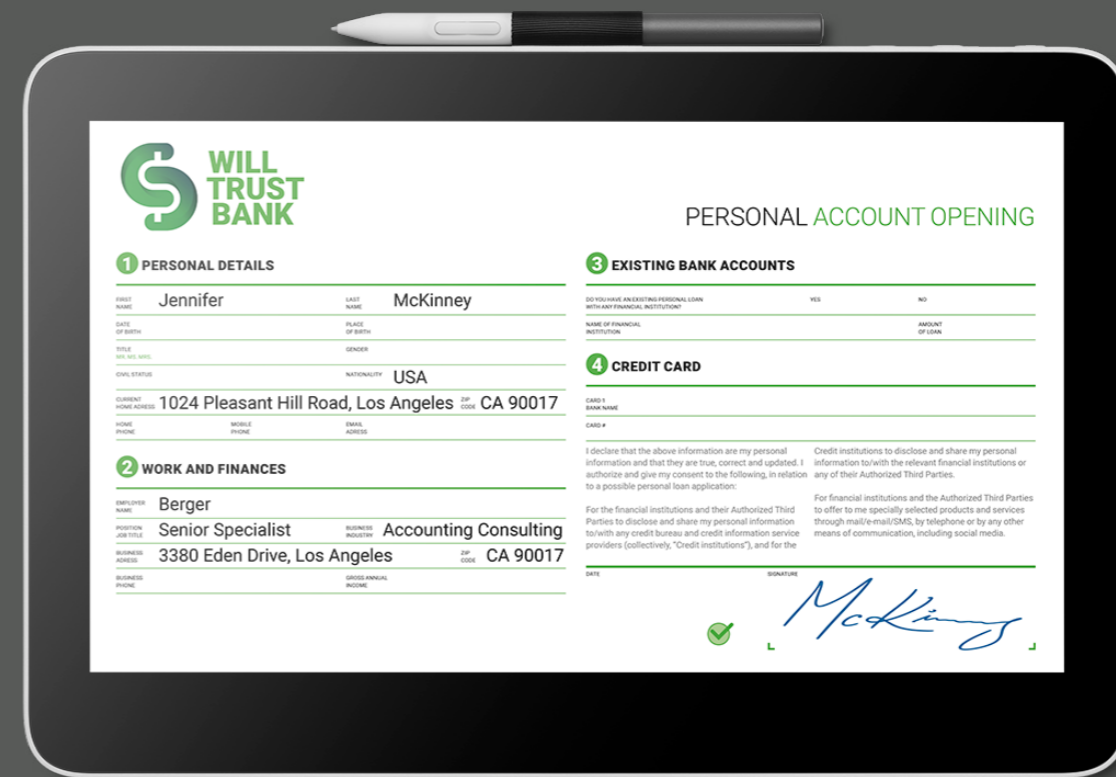 WILL
TRUST
BANK
PERSONAL ACCOUNT OPENING
1 PERSONAL DETAILS
FIRST
NAME
Jennifer
LAST
NAME
McKinney
DATE
OF BIRTH
PLACE
OF BIRTH
TITLE
MR, MS, MRS.
GENDER
CIVIL STATUS
NATIONALITY
USA
CURRENT
HOME ADRESS
1024 Pleasant Hill Road, Los Angeles
ZIP
CODE
CA 90017
HOME
PHONE
MOBILE
PHONE
EMAIL
ADRESS
2 WORK AND FINANCES
EMPLOYER
NAME
Berger
POSITION
JOB TITLE
Senior Specialist
BUSINESS
INDUSTRY
Accounting Consulting
BUSINESS
ADRESS
3380 Eden Drive, Los Angeles
ZIP
CODE
CA 90017
BUSINESS
PHONE
GROSS ANNUAL
INCOME
3 EXISTING BANK ACCOUNTS
DO YOU HAVE AN EXISTING PERSONAL LOAN
WITH ANY FINANCIAL INSTITUTION?
YES
NO
NAME OF FINANCIAL
INSTITUTION
AMOUNT
OF LOAN
4 CREDIT CARD
CARD 1
BANK NAME
CARD #
I declare that the above information are my personal
information and that they are true, correct and updated. I
authorize and give my consent to the following, in relation
to a possible personal loan application:
For the financial institutions and their Authorized Third
Parties to disclose and share my personal information
to/with any credit bureau and credit information service
providers (collectively, "Credit institutions"), and for the
Credit institutions to disclose and share my personal
information to/with the relevant financial institutions or
any of their Authorized Third Parties.
For financial institutions and the Authorized Third Parties
to offer to me specially selected products and services
through mail/e-mail/SMS, by telephone or by any other
means of communication, including social media.
DATE
SIGNATURE
McKinney